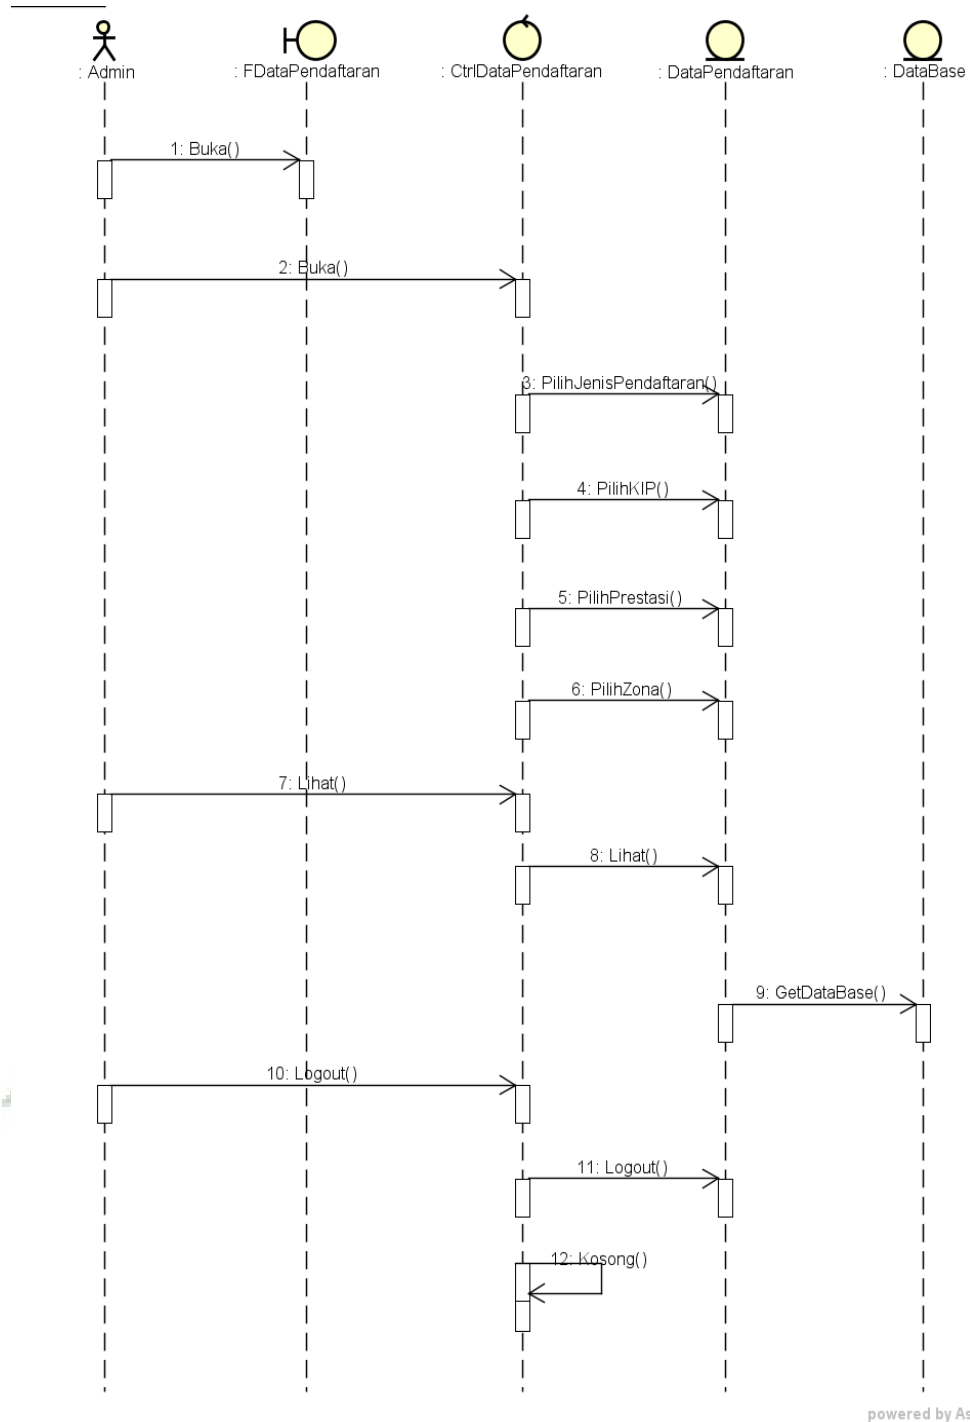 : Admin
: FDataPendaftaran
: CtrlDataPendaftaran
: DataPendaftaran
: DataBase
1: Buka()
2: Buka()
3: PilihJenisPendaftaran()
4: PilihKIP()
5: PilihPrestasi()
6: PilihZona()
7: Lihat()
8: Lihat()
9: GetDataBase()
10: Logout()
11: Logout()
12: Kosong()
powered by As